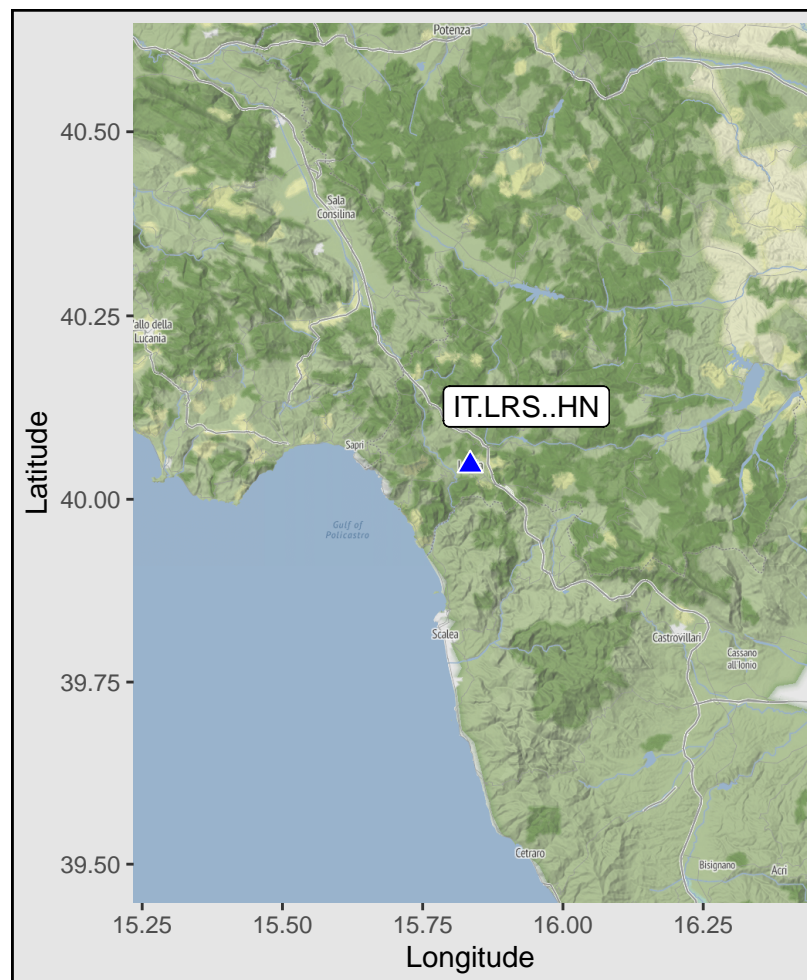 Potenza
40.50
Sala
Consilina
40.25
allo della
Lucania
IT.LRS..HN
Sapri
40.00
Latitude
Gulf of
Policastro
Scalea
Castrovillari
Cassano
all'Ionio
39.75
39.50
Cetraro
Bisignano
Acri
15.25
15.50
15.75
16.00
16.25
Longitude